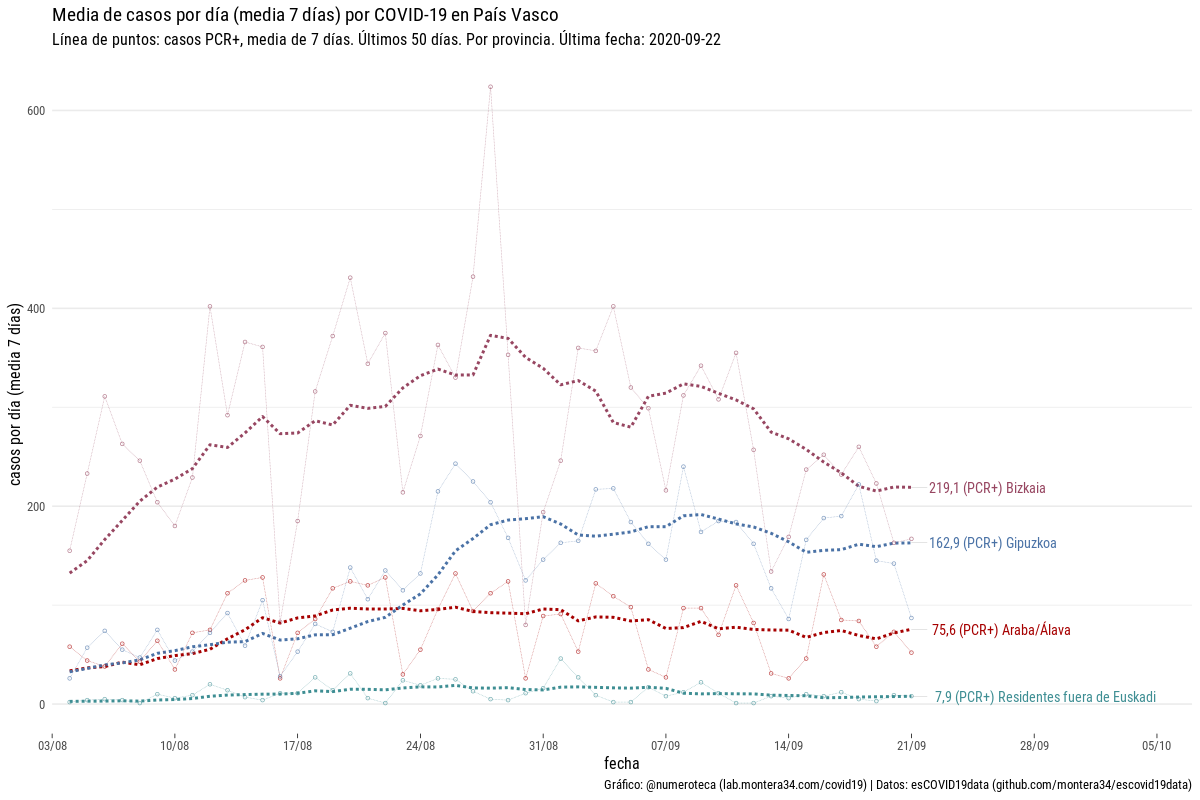 Media de casos por día (media 7 días) por COVID-19 en País Vasco
Línea de puntos: casos PCR+, media de 7 días. Últimos 50 días. Por provincia. Última fecha: 2020-09-22
casos por día (media 7 días)
600
400
200
0
219,1 (PCR+) Bizkaia
162,9 (PCR+) Gipuzkoa
75,6 (PCR+) Araba/Álava
7,9 (PCR+) Residentes fuera de Euskadi
03/08 10/08 17/08 24/08 31/08 07/09 14/09 21/09 28/09 05/10
fecha
Gráfico: @numeroteca (lab.montera34.com/covid19) | Datos: esCOVID19data (github.com/montera34/escovid19data)